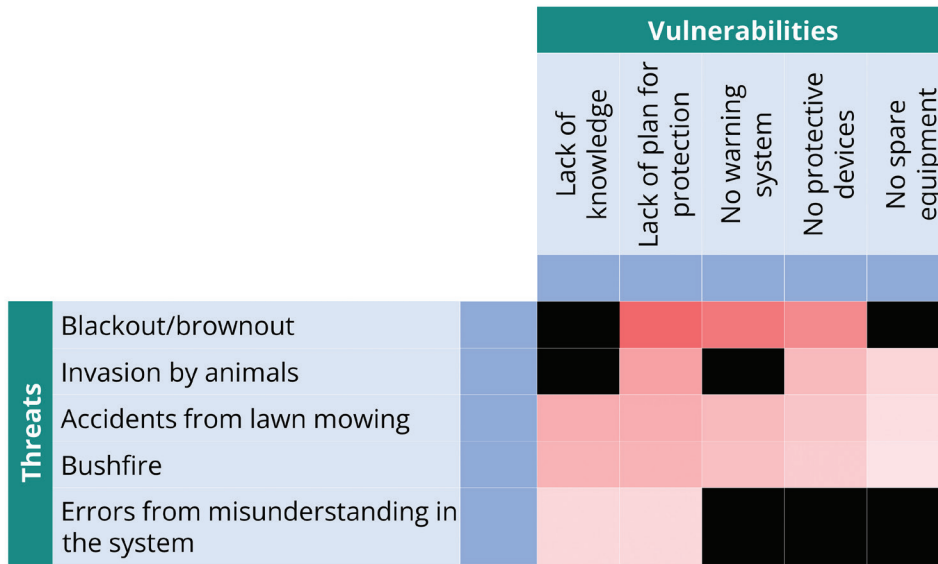 Vulnerabilities
Lack of
knowledge
Lack of plan for
protection
No warning
system
No protective
devices
No spare
equipment
Threats
Blackout/brownout
Invasion by animals
Accidents from lawn mowing
Bushfire
Errors from misunderstanding in
the system